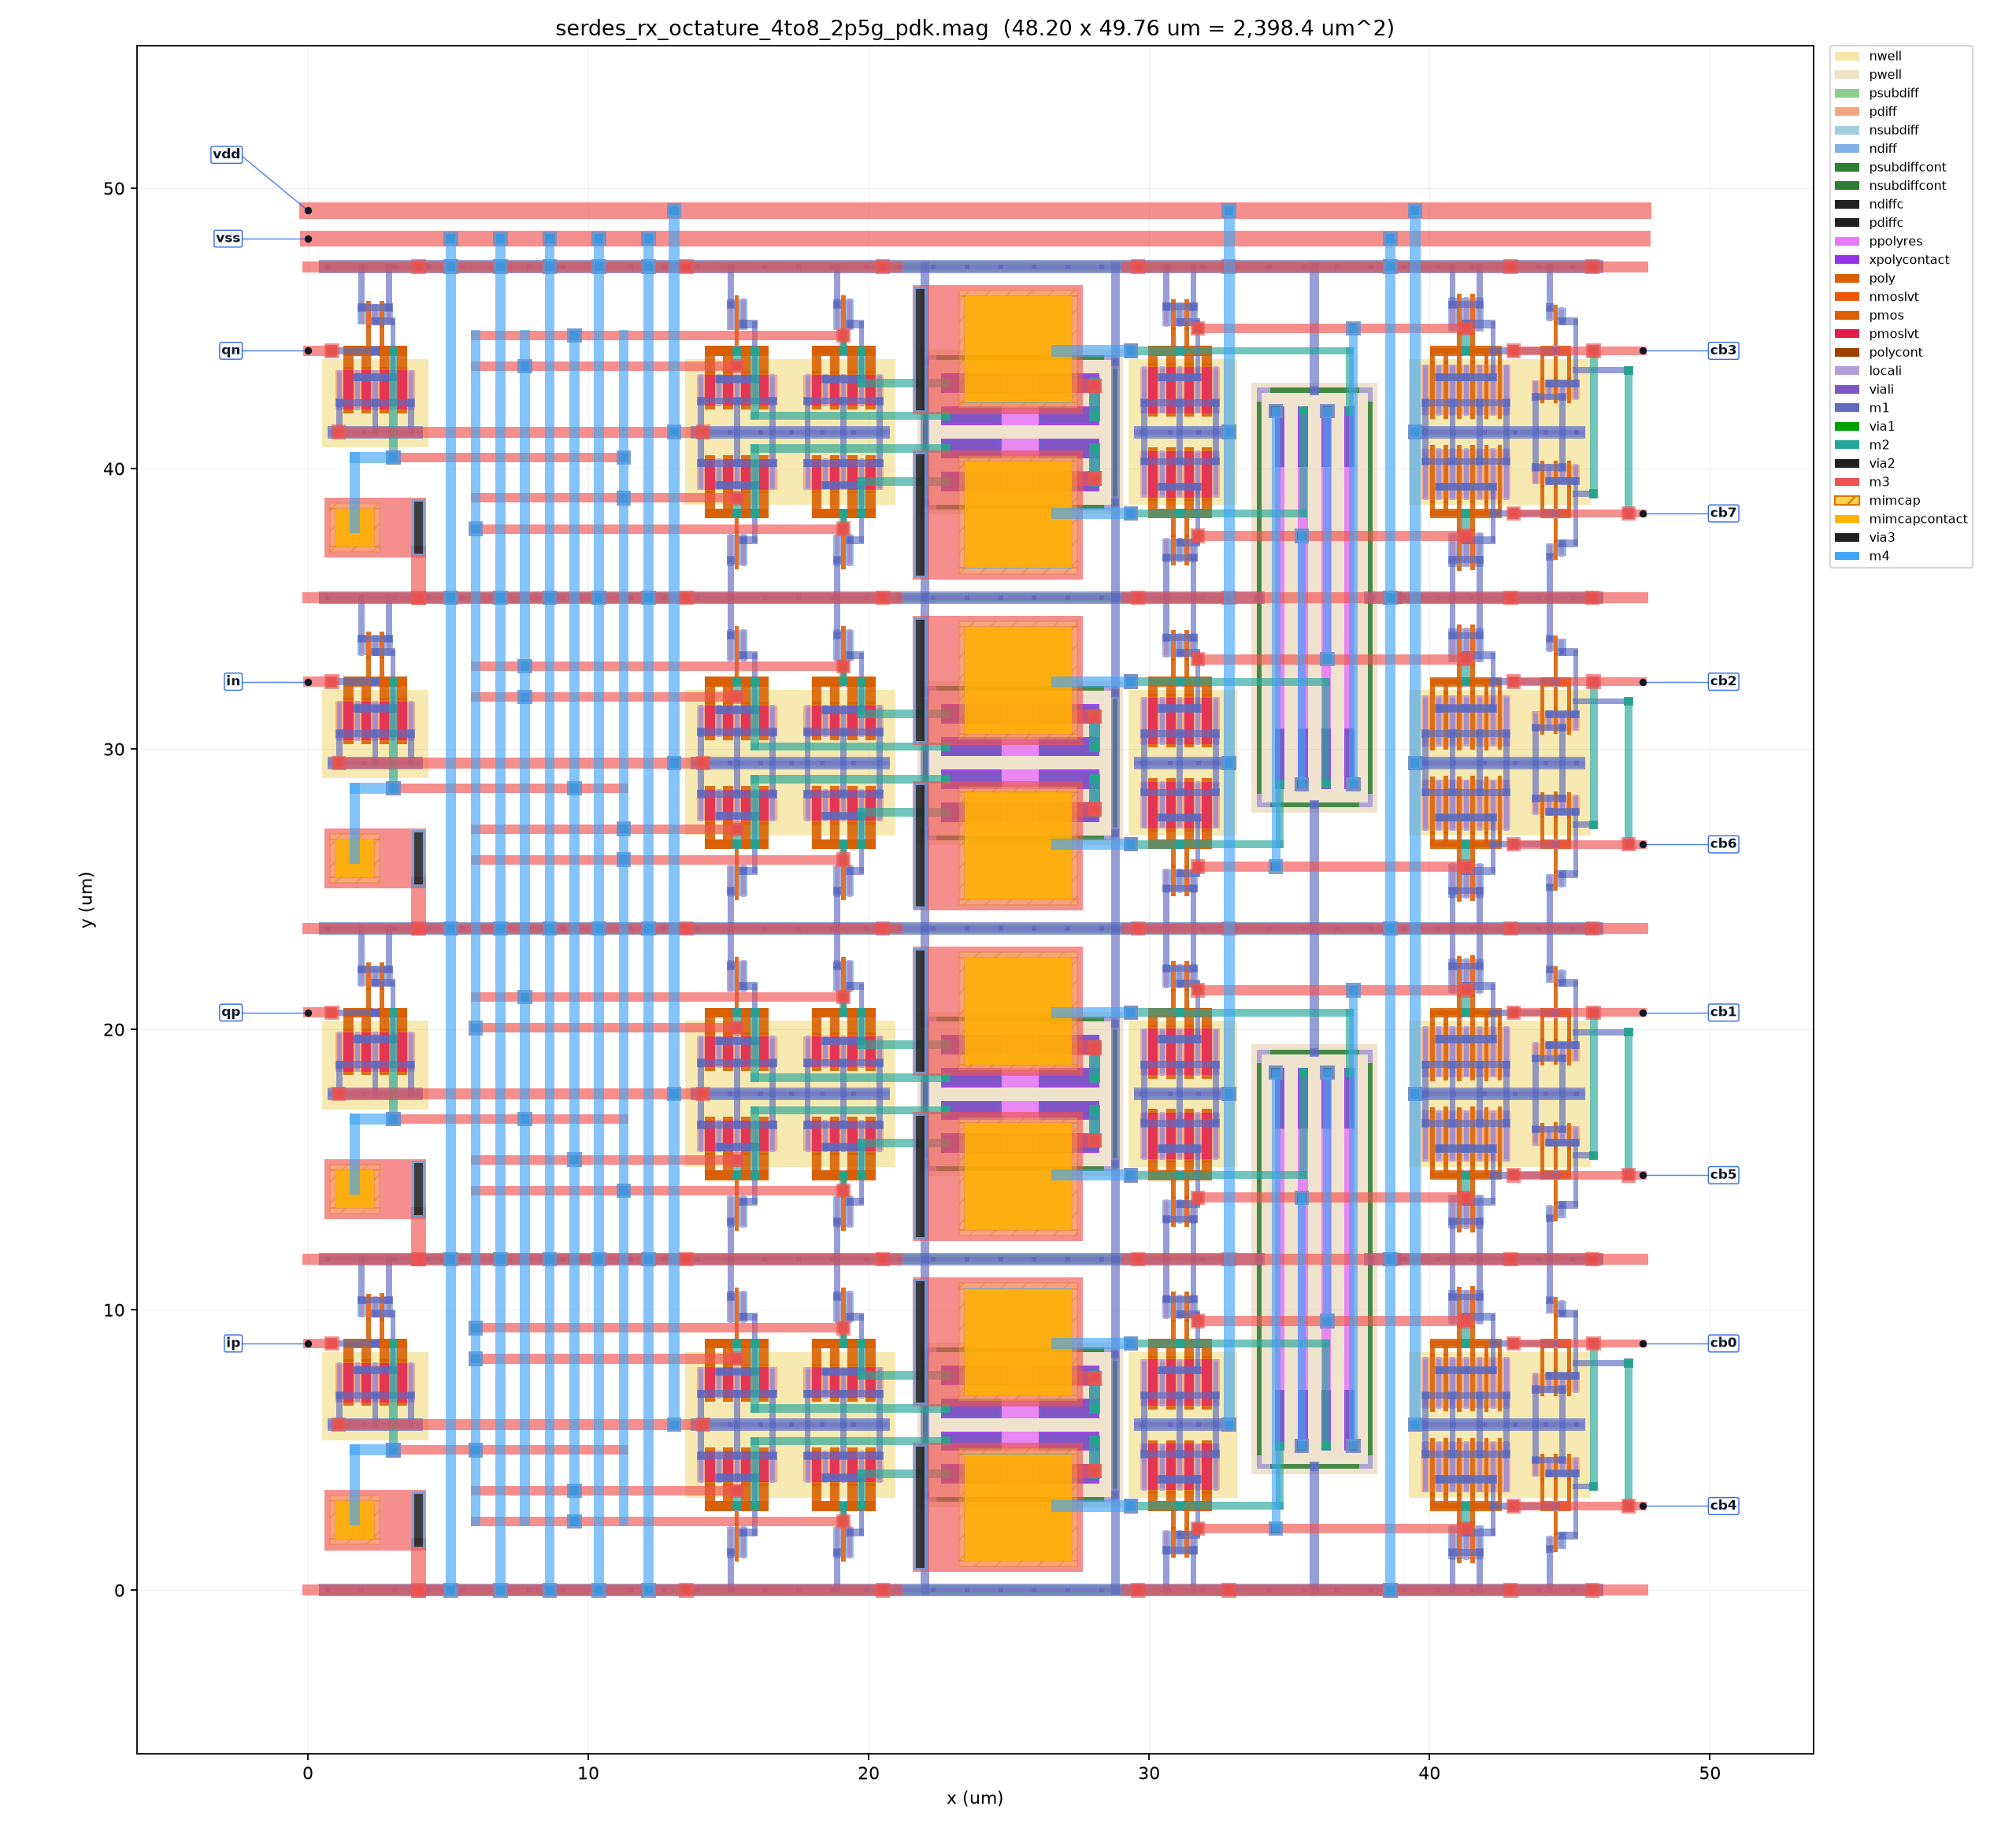 serdes_rx_octature_4to8_2p5g_pdk.mag (48.20 x 49.76 um = 2,398.4 um^2)
nwell
pwell
psubdiff
pdiff
nsubdiff
ndiff
psubdiffcont
nsubdiffcont
ndiffc
pdiffc
ppolyres
xpolycontact
poly
nmoslvt
pmos
pmoslvt
polycont
locali
viali
m1
via1
m2
via2
m3
mimcap
mimcapcontact
via3
m4
vdd
vss
qn
in
qp
ip
cb3
cb7
cb2
cb6
cb1
cb5
cb0
cb4
50
40
30
20
10
0
y (um)
0 10 20 30 40 50
x (um)